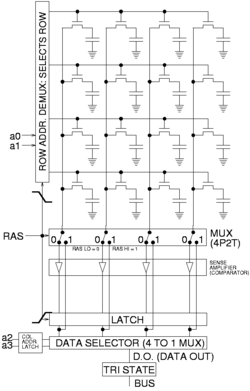 ROW ADDR. DEMUX: SELECTS ROW
a0
a1
RAS
0 1 0 1 0 1 0 1
MUX
(4P2T)
RAS LO = 0 RAS HI = 1
SENSE
AMPLIFIER
(COMPARATOR)
LATCH
a2
a3
COL
ADDR.
LATCH
DATA SELECTOR (4 TO 1 MUX)
D.O. (DATA OUT)
TRI STATE
BUS